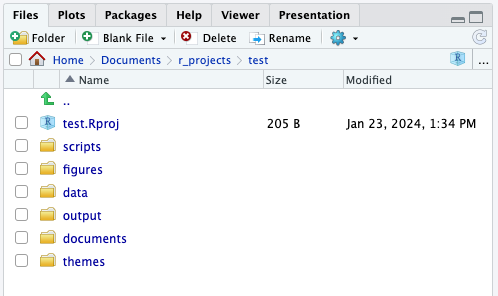 Files Plots Packages Help Viewer Presentation
Folder Blank File Delete Rename
Home Documents r_projects test R ...
Name Size Modified
..
R test.Rproj 205 B Jan 23, 2024, 1:34 PM
scripts
figures
data
output
documents
themes